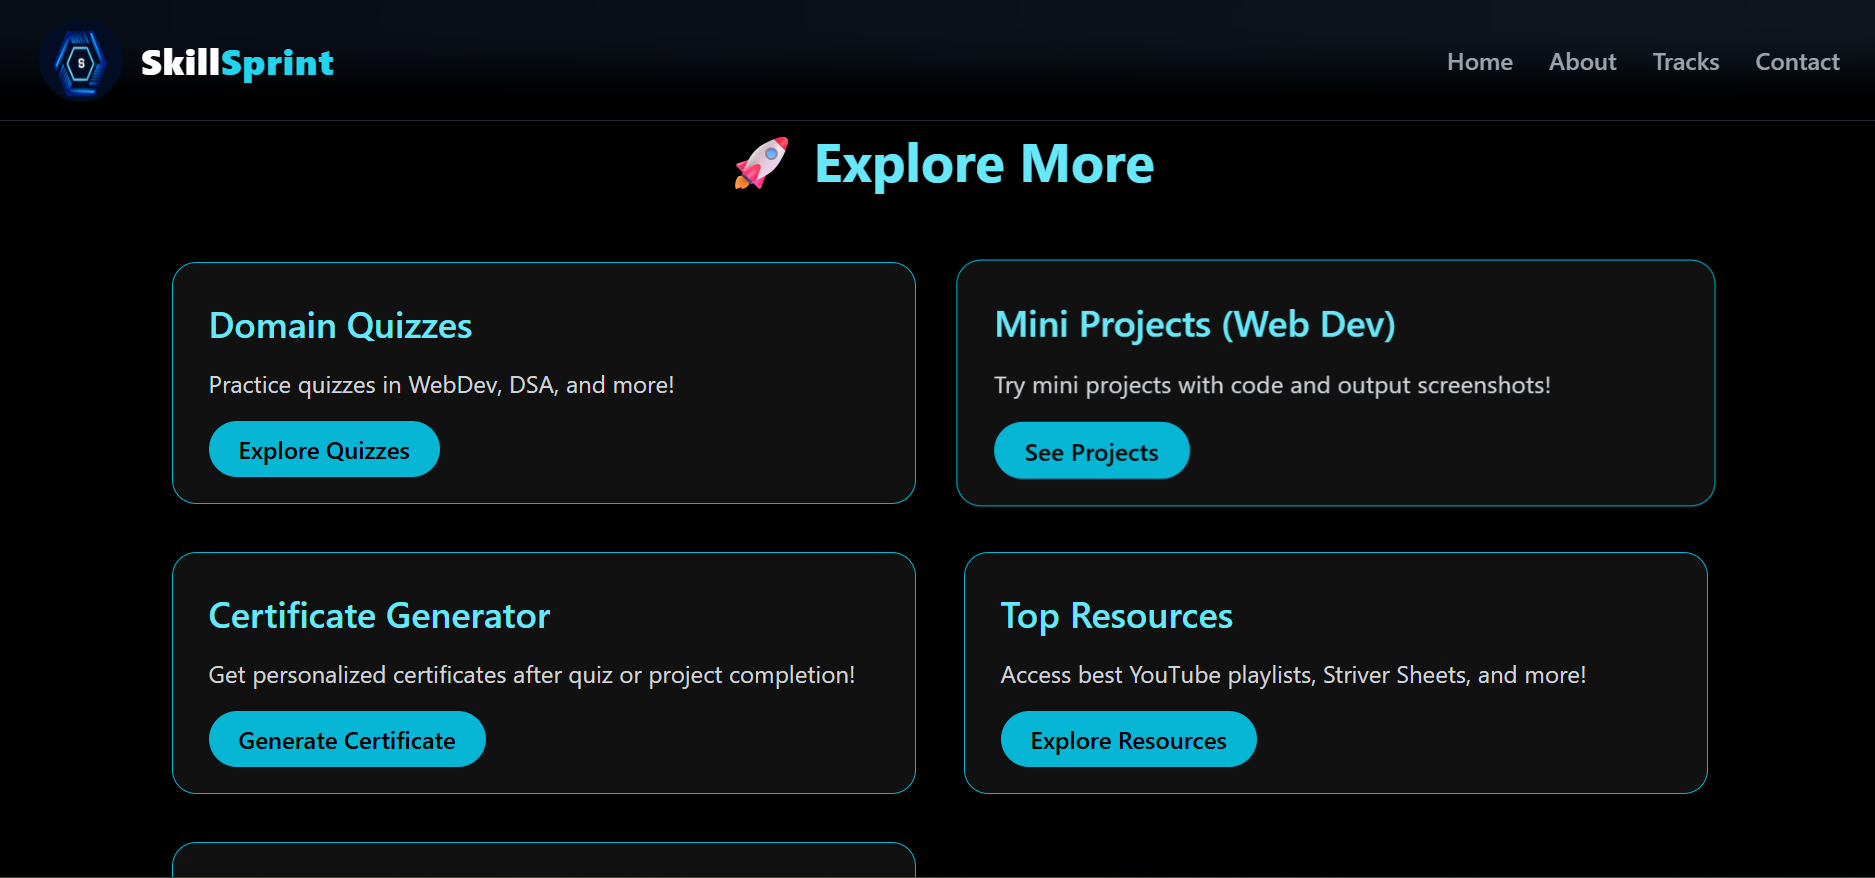 S
SkillSprint
Home
About
Tracks
Contact
🚀 Explore More
Domain Quizzes
Practice quizzes in WebDev, DSA, and more!
Explore Quizzes
Mini Projects (Web Dev)
Try mini projects with code and output screenshots!
See Projects
Certificate Generator
Get personalized certificates after quiz or project completion!
Generate Certificate
Top Resources
Access best YouTube playlists, Striver Sheets, and more!
Explore Resources